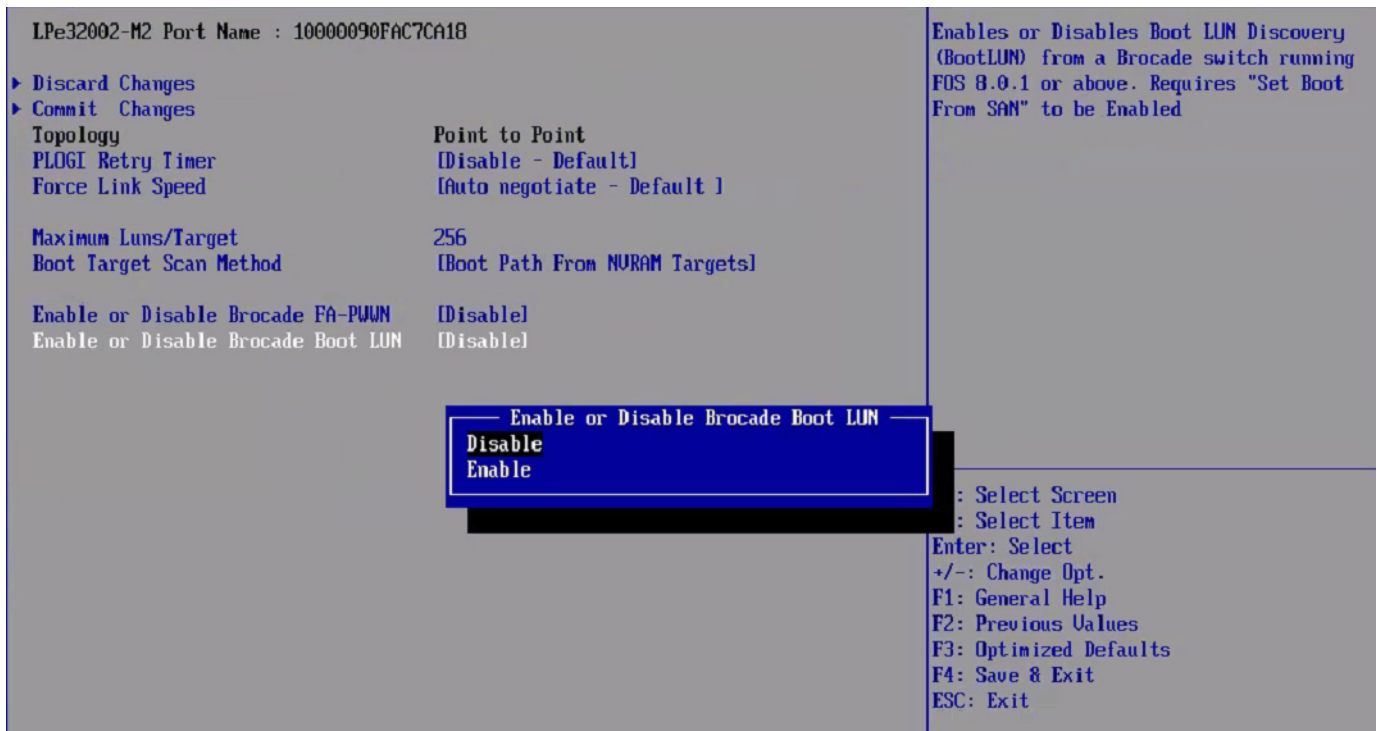 LPe32002-M2 Port Name : 10000090FAC7CA18
Discard Changes
Commit Changes
Topology Point to Point
PLOGI Retry Timer [Disable - Default]
Force Link Speed [Auto negotiate - Default ]
Maximum Luns/Target 256
Boot Target Scan Method [Boot Path From NVRAM Targets]
Enable or Disable Brocade FA-PWWN [Disable]
Enable or Disable Brocade Boot LUN [Disable]
Enable or Disable Brocade Boot LUN
Disable
Enable
Enables or Disables Boot LUN Discovery
(BootLUN) from a Brocade switch running
FOS 8.0.1 or above. Requires "Set Boot
From SAN" to be Enabled
: Select Screen
: Select Item
Enter: Select
+/-: Change Opt.
F1: General Help
F2: Previous Values
F3: Optimized Defaults
F4: Save & Exit
ESC: Exit